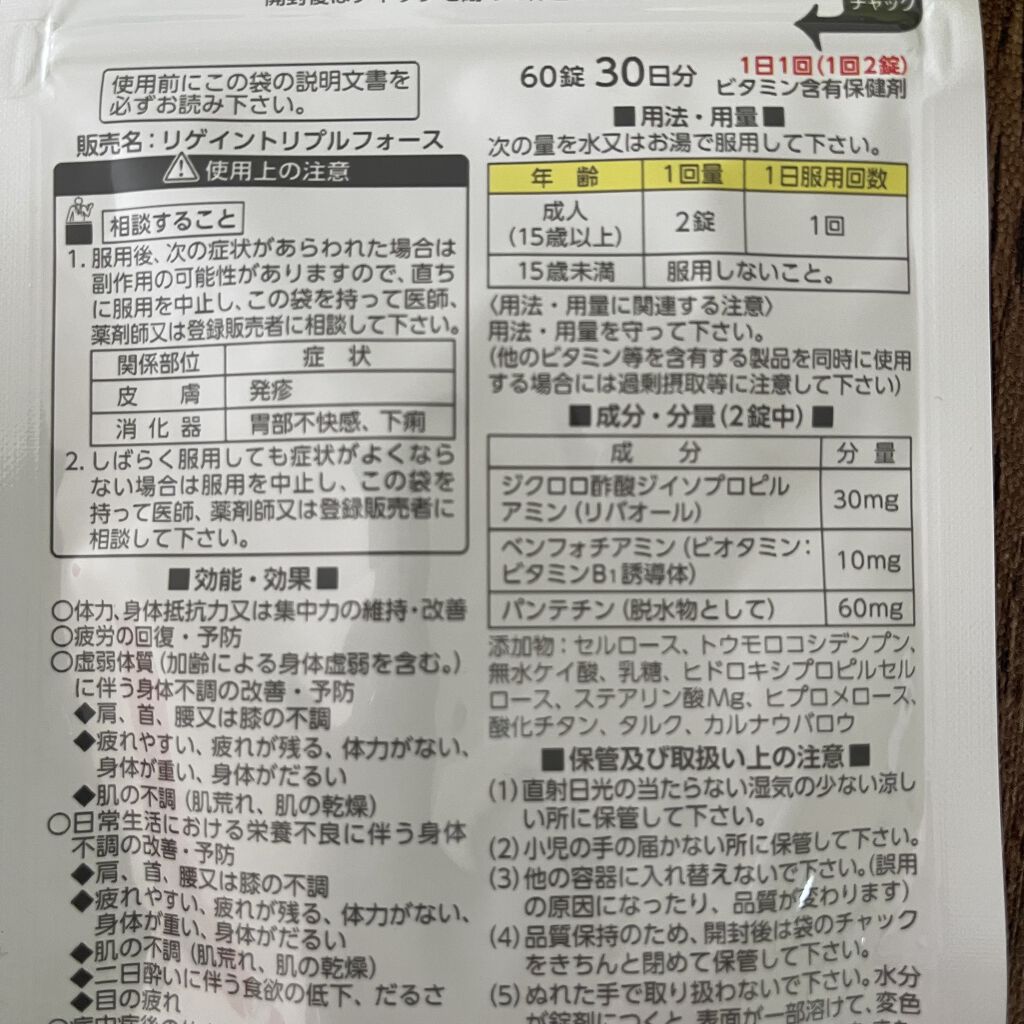 チャック
使用前にこの袋の説明文書を
必ずお読み下さい。
販売名：リゲイントリプルフォース
使用上の注意
相談すること
1. 服用後、次の症状があらわれた場合は
副作用の可能性がありますので、直ち
に服用を中止し、この袋を持って医師、
薬剤師又は登録販売者に相談して下さい。
関係部位 症 状
皮 膚 発疹
消 化 器 胃部不快感、下痢
2. しばらく服用しても症状がよくなら
ない場合は服用を中止し、この袋を
持って医師、薬剤師又は登録販売者に
相談して下さい。
■効能・効果■
○体力、身体抵抗力又は集中力の維持・改善
○疲労の回復・予防
○虚弱体質(加齢による身体虚弱を含む。)
に伴う身体不調の改善・予防
◆肩、首、腰又は膝の不調
◆疲れやすい、疲れが残る、体力がない、
身体が重い、身体がだるい
◆肌の不調(肌荒れ、肌の乾燥)
○日常生活における栄養不良に伴う身体
不調の改善・予防
◆肩、首、腰又は膝の不調
◆疲れやすい、疲れが残る、体力がない、
身体が重い、身体がだるい
◆肌の不調(肌荒れ、肌の乾燥)
◆二日酔いに伴う食欲の低下、だるさ
◆目の疲れ
60錠 30日分
1日1回(1回2錠)
ビタミン含有保健剤
■用法・用量■
次の量を水又はお湯で服用して下さい。
年 齢 1回量 1日服用回数
成人
(15歳以上) 2錠 1回
15歳未満 服用しないこと。
〈用法・用量に関連する注意〉
用法・用量を守って下さい。
(他のビタミン等を含有する製品を同時に使用
する場合には過剰摂取等に注意して下さい)
■成分・分量(2錠中)■
成 分 分 量
ジクロロ酢酸ジイソプロピル
アミン(リバオール) 30mg
ベンフォチアミン(ビオタミン：
ビタミンB1誘導体) 10mg
パンテチン(脱水物として) 60mg
添加物：セルロース、トウモロコシデンプン、
無水ケイ酸、乳糖、ヒドロキシプロピルセル
ロース、ステアリン酸Mg、ヒプロメロース、
酸化チタン、タルク、カルナウバロウ
■保管及び取扱い上の注意■
(1)直射日光の当たらない湿気の少ない涼し
い所に保管して下さい。
(2)小児の手の届かない所に保管して下さい。
(3)他の容器に入れ替えないで下さい。(誤用
の原因になったり、品質が変わります)
(4)品質保持のため、開封後は袋のチャック
をきちんと閉めて保管して下さい。
(5)ぬれた手で取り扱わないで下さい。水分
が錠剤につくと、表面が一部溶けて、変色